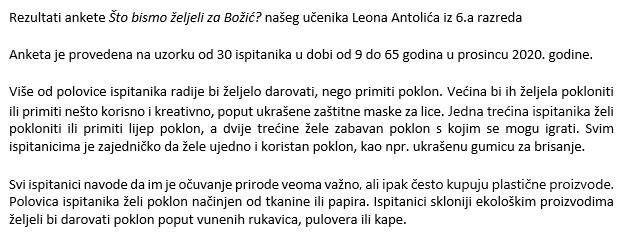 Rezultati ankete Što bismo željeli za Božić? našeg učenika Leona Antolića iz 6.a razreda
Anketa je provedena na uzorku od 30 ispitanika u dobi od 9 do 65 godina u prosincu 2020. godine.
Više od polovice ispitanika radije bi željelo darovati, nego primiti poklon. Većina bi ih željela pokloniti
ili primiti nešto korisno i kreativno, poput ukrašene zaštitne maske za lice. Jedna trećina ispitanika želi
pokloniti ili primiti lijep poklon, a dvije trećine žele zabavan poklon s kojim se mogu igrati. Svim
ispitanicima je zajedničko da žele ujedno i koristan poklon, kao npr. ukrašenu gumicu za brisanje.
Svi ispitanici navode da im je očuvanje prirode veoma važno, ali ipak često kupuju plastične proizvode.
Polovica ispitanika želi poklon načinjen od tkanine ili papira. Ispitanici skloniji ekološkim proizvodima
željeli bi darovati poklon poput vunenih rukavica, pulovera ili kape.